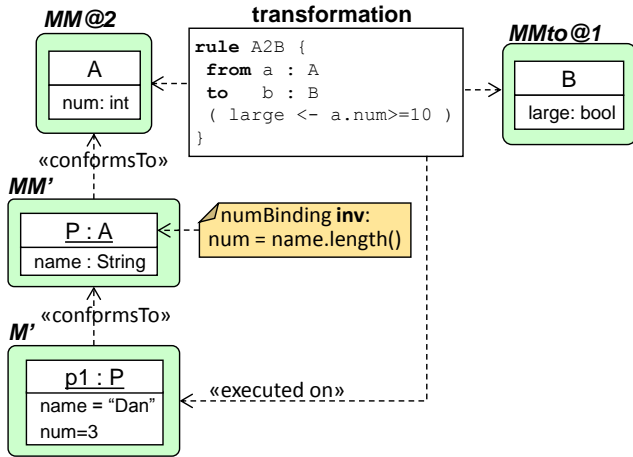 transformation
MM@2
A
num: int
rule A2B {
from a : A
to b : B
( large <- a.num>=10 )
}
MMto@1
B
large: bool
«conformsTo»
MM’
P : A
name : String
numBinding inv:
num = name.length()
«conformsTo»
M’
p1 : P
name = “Dan”
num=3
«executed on»